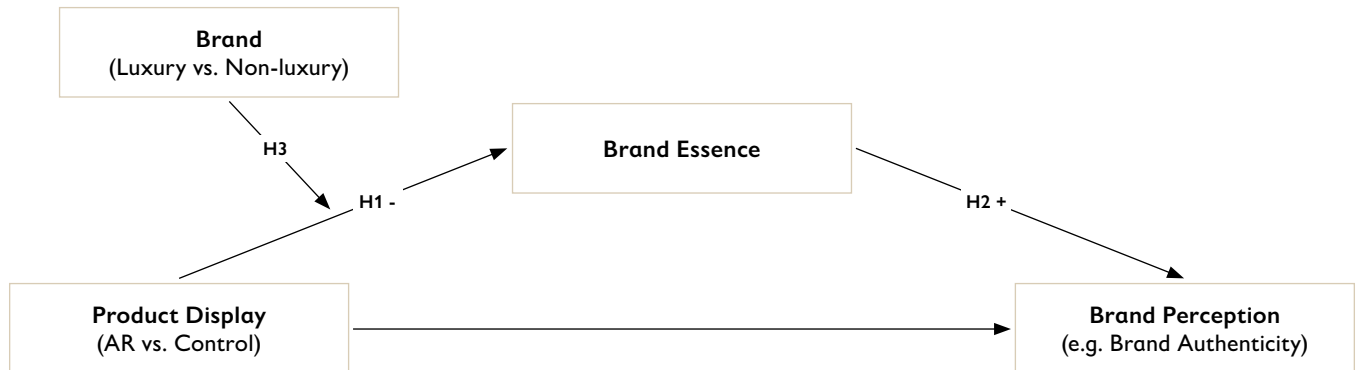 Brand
(Luxury vs. Non-luxury)
H3
Brand Essence
H1 -
H2 +
Product Display
(AR vs. Control)
Brand Perception
(e.g. Brand Authenticity)